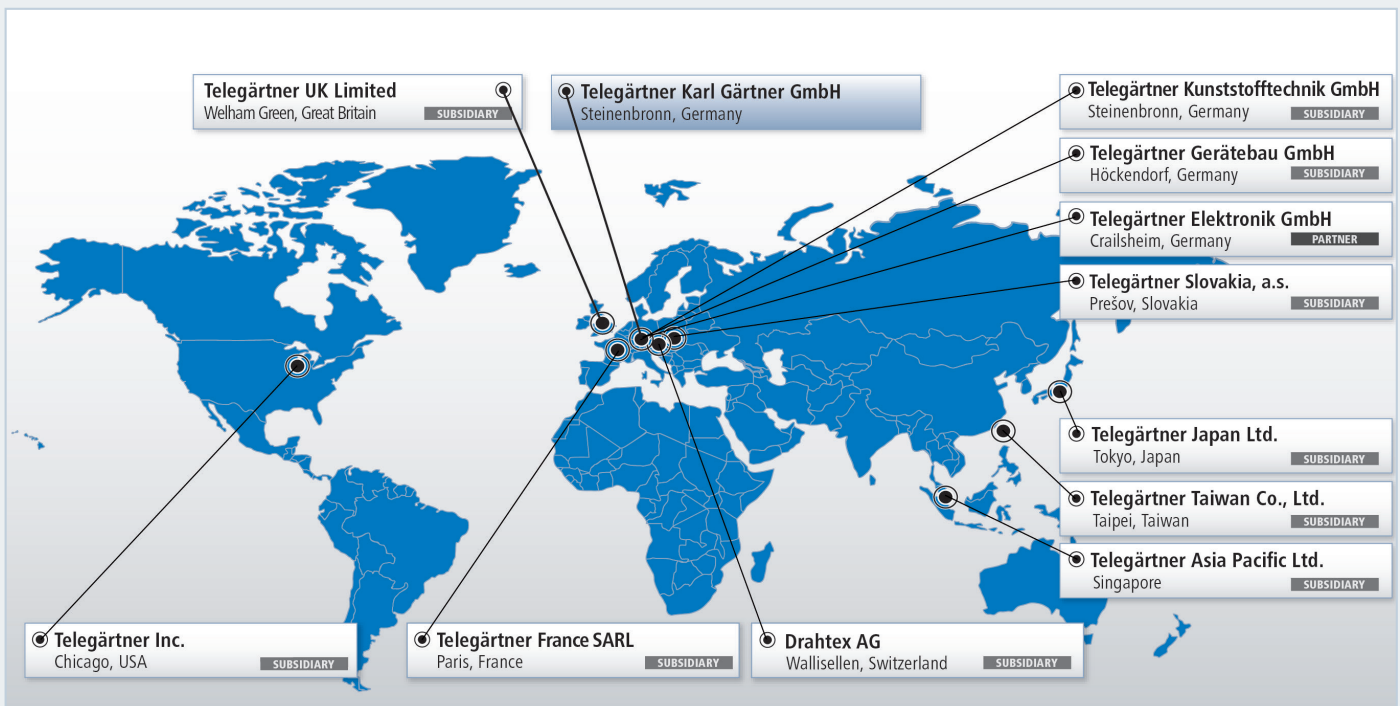 Telegärtner UK Limited
Welham Green, Great Britain
SUBSIDIARY
Telegärtner Karl Gärtner GmbH
Steinenbronn, Germany
Telegärtner Kunststofftechnik GmbH
Steinenbronn, Germany
SUBSIDIARY
Telegärtner Gerätebau GmbH
Höckendorf, Germany
SUBSIDIARY
Telegärtner Elektronik GmbH
Crailsheim, Germany
PARTNER
Telegärtner Slovakia, a.s.
Prešov, Slovakia
SUBSIDIARY
Telegärtner Japan Ltd.
Tokyo, Japan
SUBSIDIARY
Telegärtner Taiwan Co., Ltd.
Taipei, Taiwan
SUBSIDIARY
Telegärtner Asia Pacific Ltd.
Singapore
SUBSIDIARY
Telegärtner Inc.
Chicago, USA
SUBSIDIARY
Telegärtner France SARL
Paris, France
SUBSIDIARY
Drahtex AG
Wallisellen, Switzerland
SUBSIDIARY